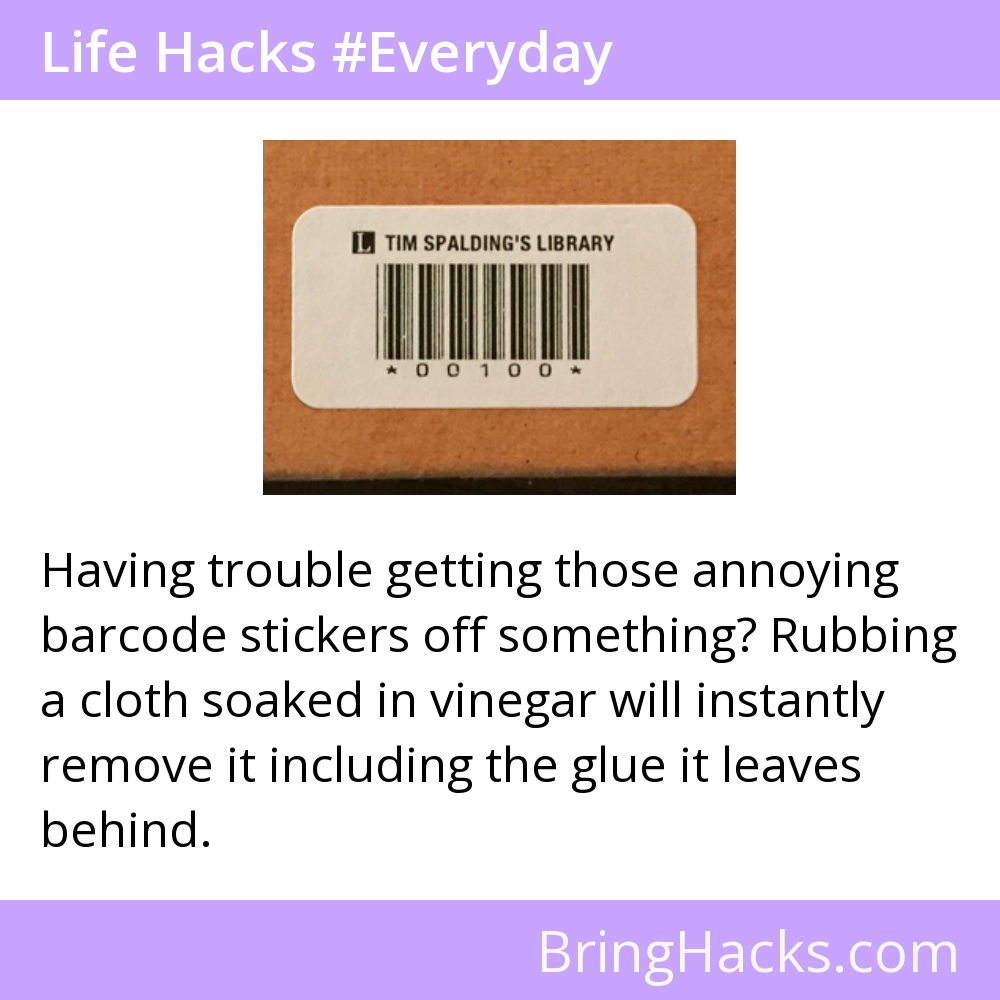 Life Hacks #Everyday
L TIM SPALDING'S LIBRARY
*00100*
Having trouble getting those annoying
barcode stickers off something? Rubbing
a cloth soaked in vinegar will instantly
remove it including the glue it leaves
behind.
BringHacks.com